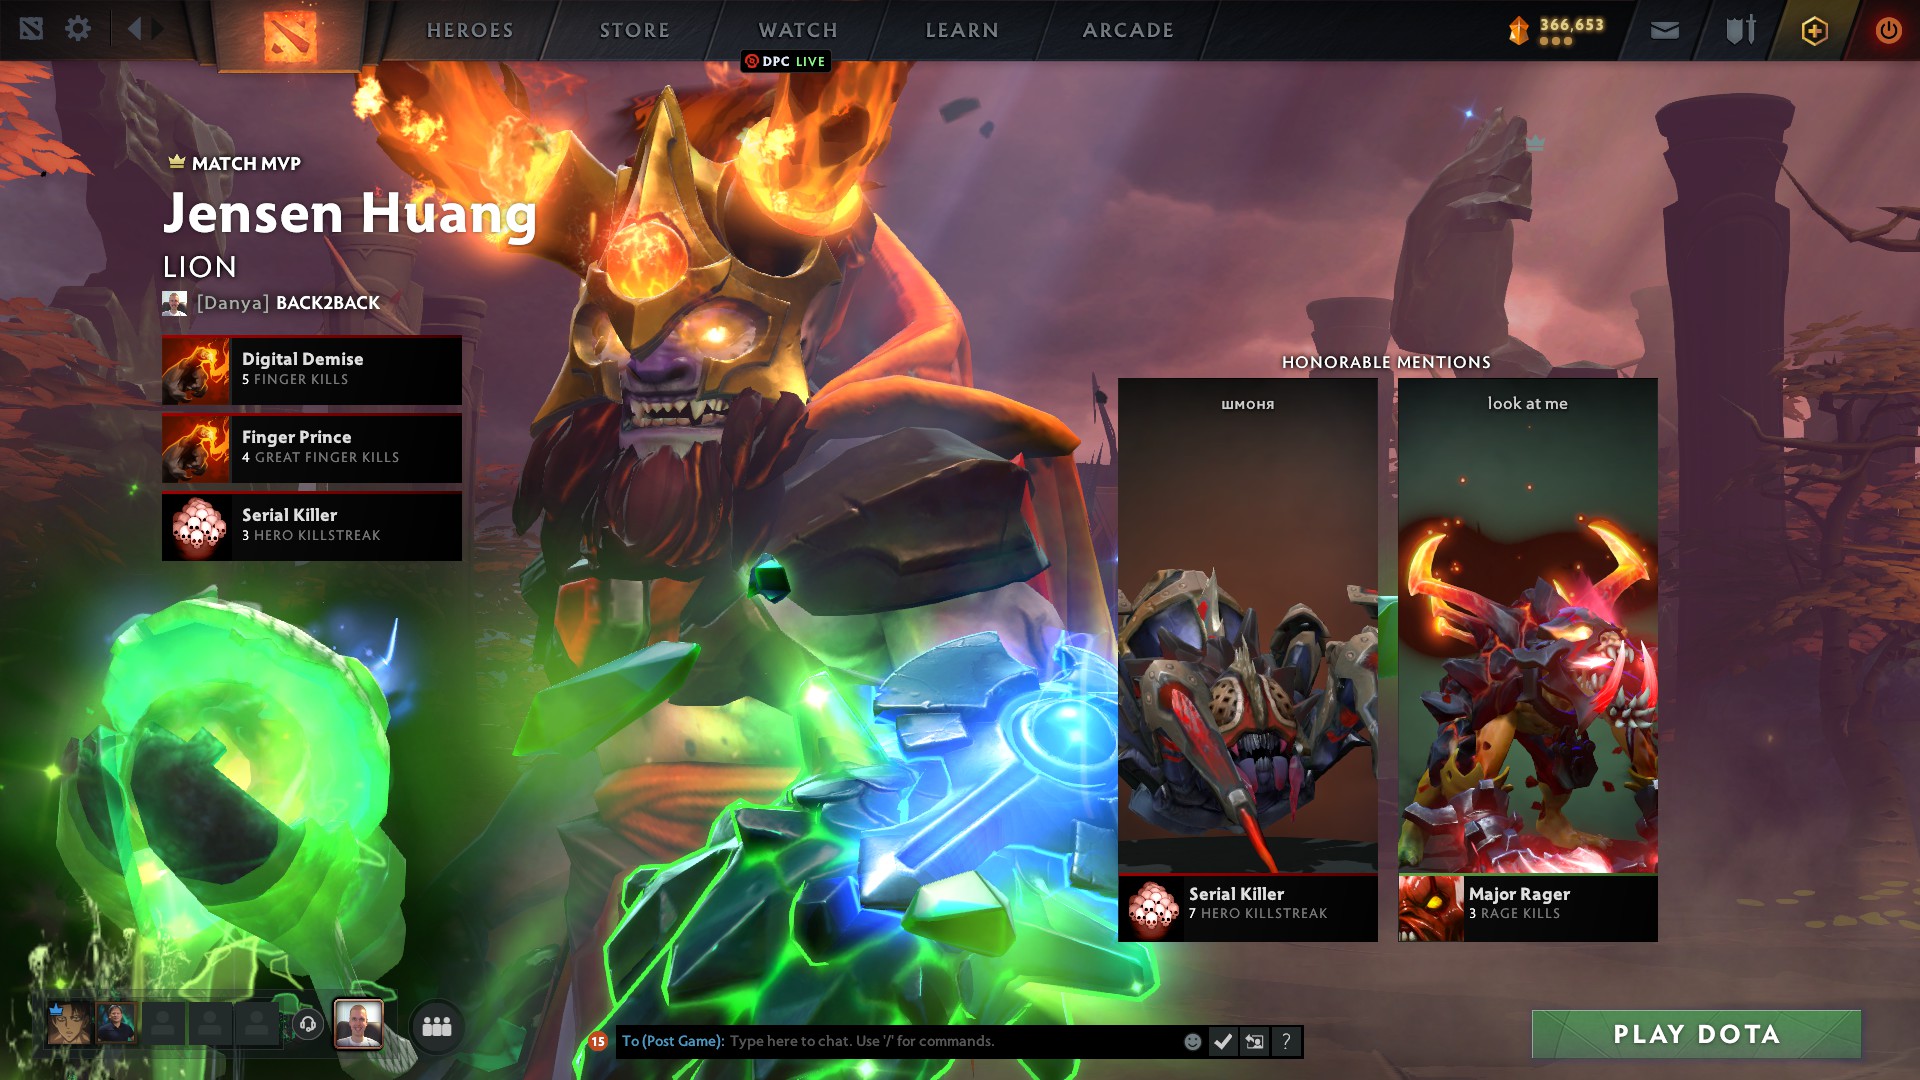 HEROES
STORE
WATCH
LEARN
ARCADE
366,653
DPC LIVE
MATCH MVP
Jensen Huang
LION
[Danya] BACK2BACK
Digital Demise
5 FINGER KILLS
Finger Prince
4 GREAT FINGER KILLS
Serial Killer
3 HERO KILLSTREAK
HONORABLE MENTIONS
шмоня
look at me
Serial Killer
7 HERO KILLSTREAK
Major Rager
3 RAGE KILLS
15
To (Post Game): Type here to chat. Use '/' for commands.
?
PLAY DOTA